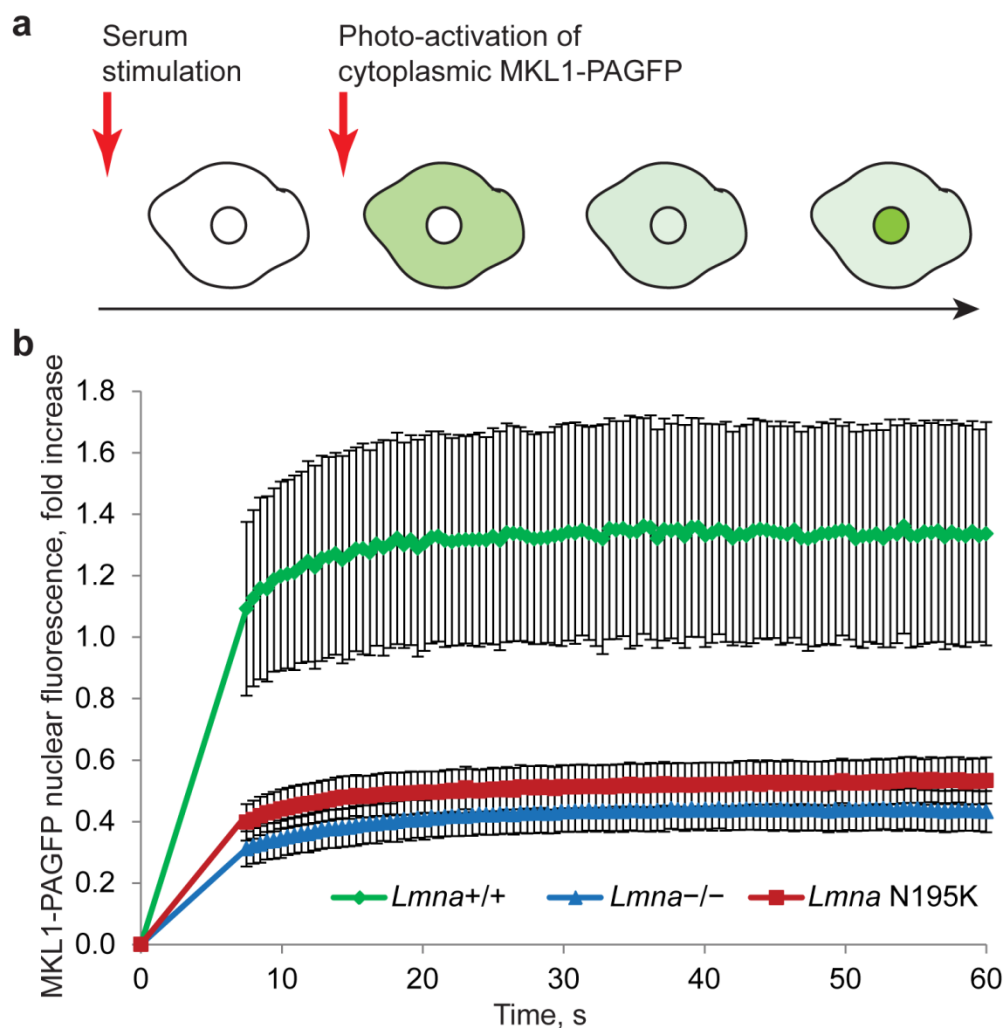 a
Serum
stimulation
Photo-activation of
cytoplasmic MKL1-PAGFP
b
MKL1-PAGFP nuclear fluorescence, fold increase
1.8
1.6
1.4
1.2
1.0
0.8
0.6
0.4
0.2
0.0
Lmna+/+
Lmna−/−
Lmna N195K
0
10
20
30
40
50
60
Time, s